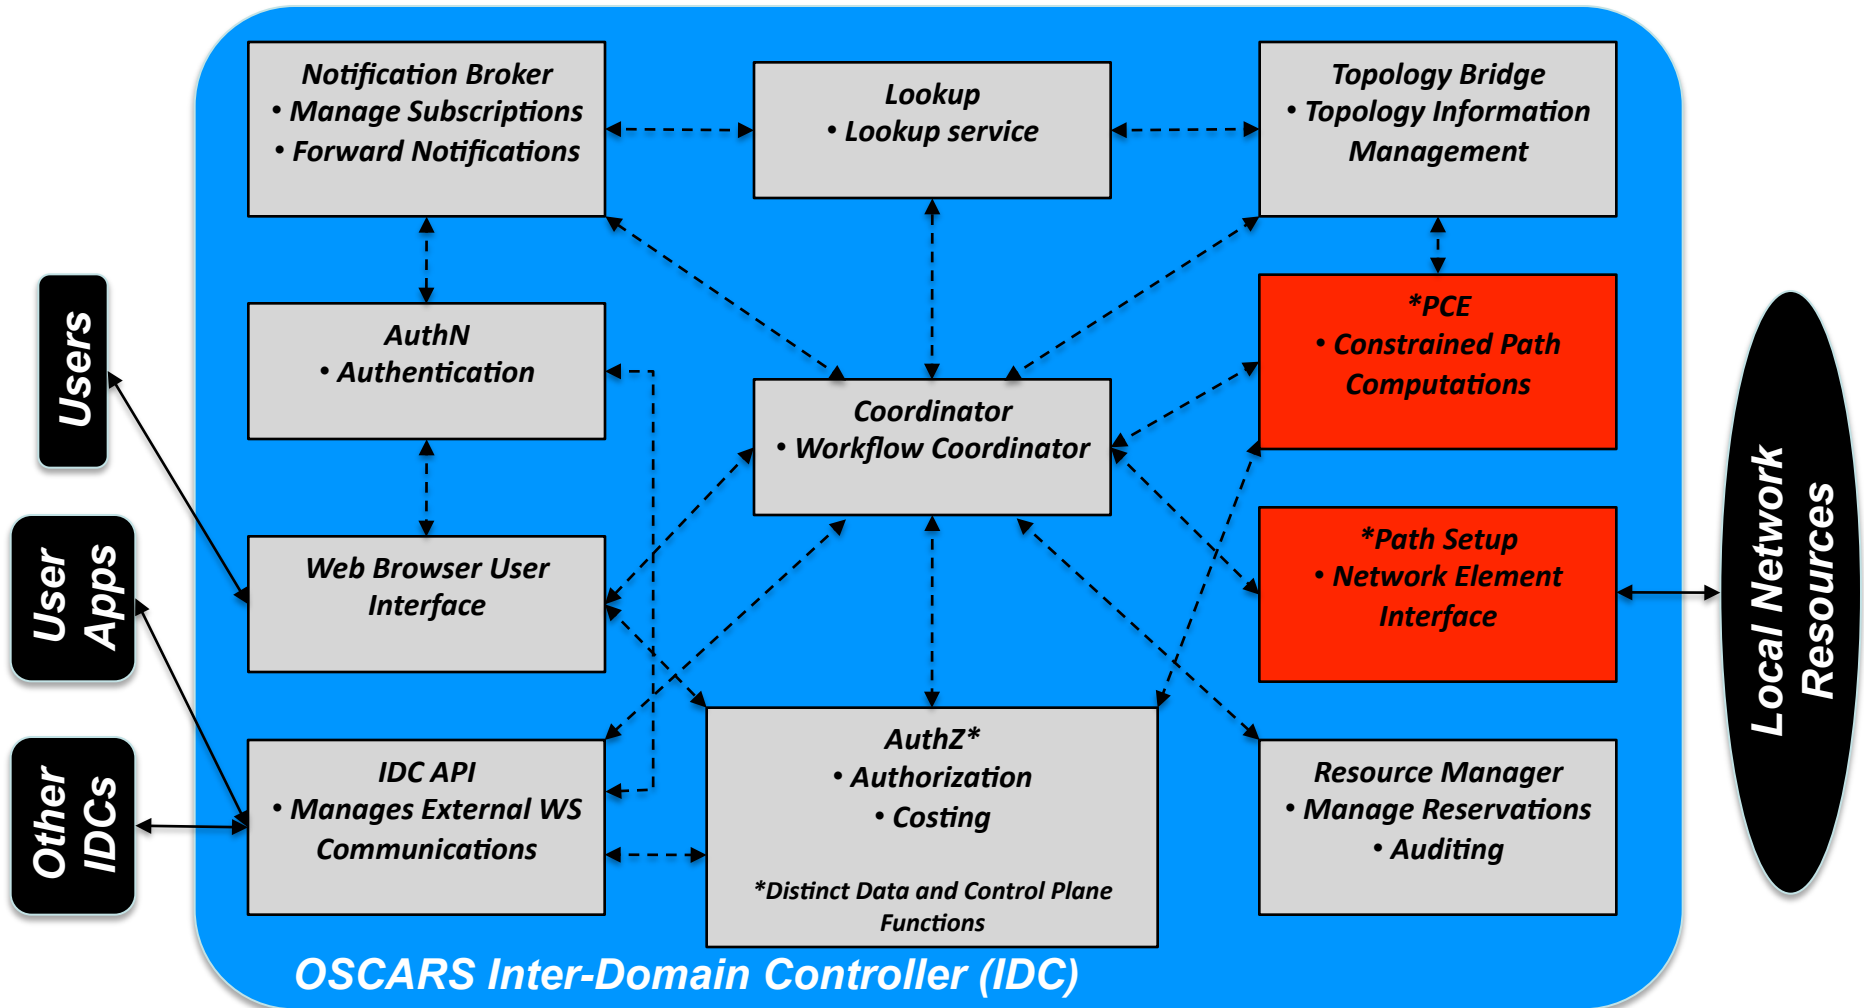 Notification Broker
• Manage Subscriptions
• Forward Notifications
Lookup
• Lookup service
Topology Bridge
• Topology Information
Management
Users
AuthN
• Authentication
*PCE
• Constrained Path
Computations
Coordinator
• Workflow Coordinator
User
Apps
Web Browser User
Interface
*Path Setup
• Network Element
Interface
Local Network
Resources
Other
IDCs
IDC API
• Manages External WS
Communications
AuthZ*
• Authorization
• Costing
*Distinct Data and Control Plane
Functions
Resource Manager
• Manage Reservations
• Auditing
OSCARS Inter-Domain Controller (IDC)